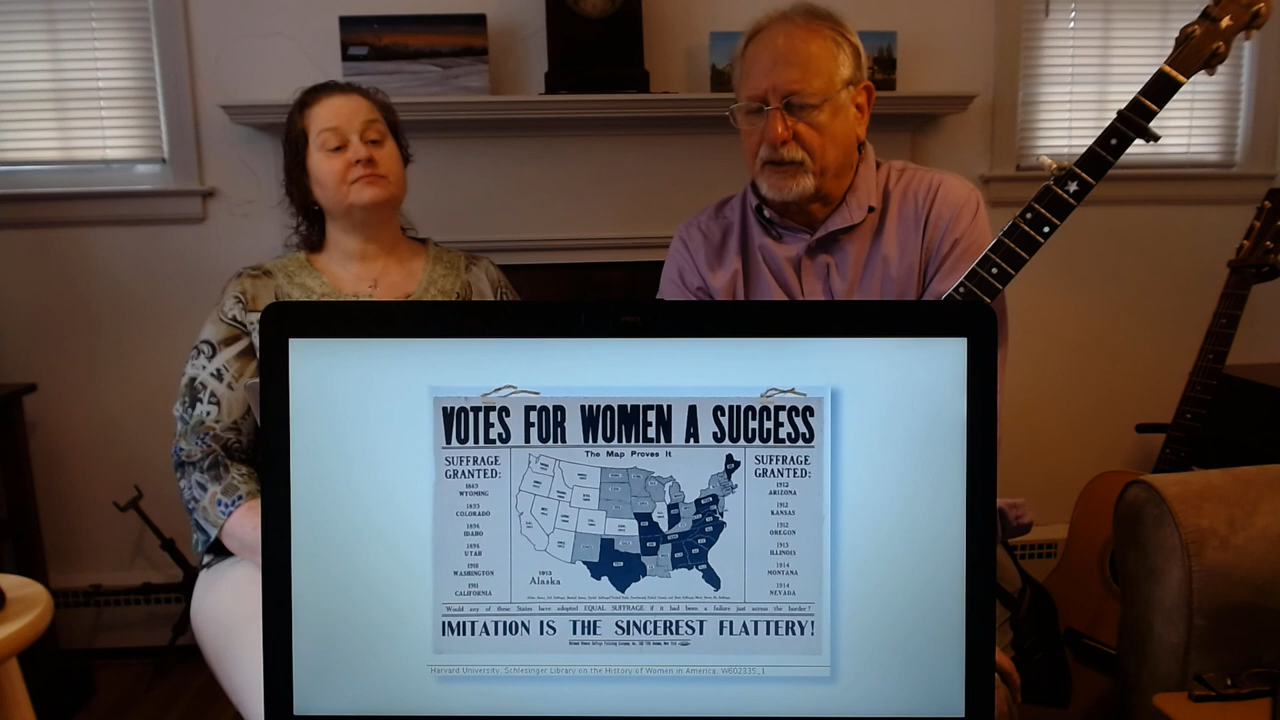 VOTES FOR WOMEN A SUCCESS
The Map Proves It
SUFFRAGE
GRANTED:
1869
WYOMING
1893
COLORADO
1896
IDAHO
1896
UTAH
1910
WASHINGTON
1911
CALIFORNIA
1913
Alaska
SUFFRAGE
GRANTED:
1912
ARIZONA
1912
KANSAS
1912
OREGON
1913
ILLINOIS
1914
MONTANA
1914
NEVADA
Would any of these States have adopted EQUAL SUFFRAGE if it had been a failure just across the border?
IMITATION IS THE SINCEREST FLATTERY!
Harvard University, Schlesinger Library on the History of Women in America, W602335_1